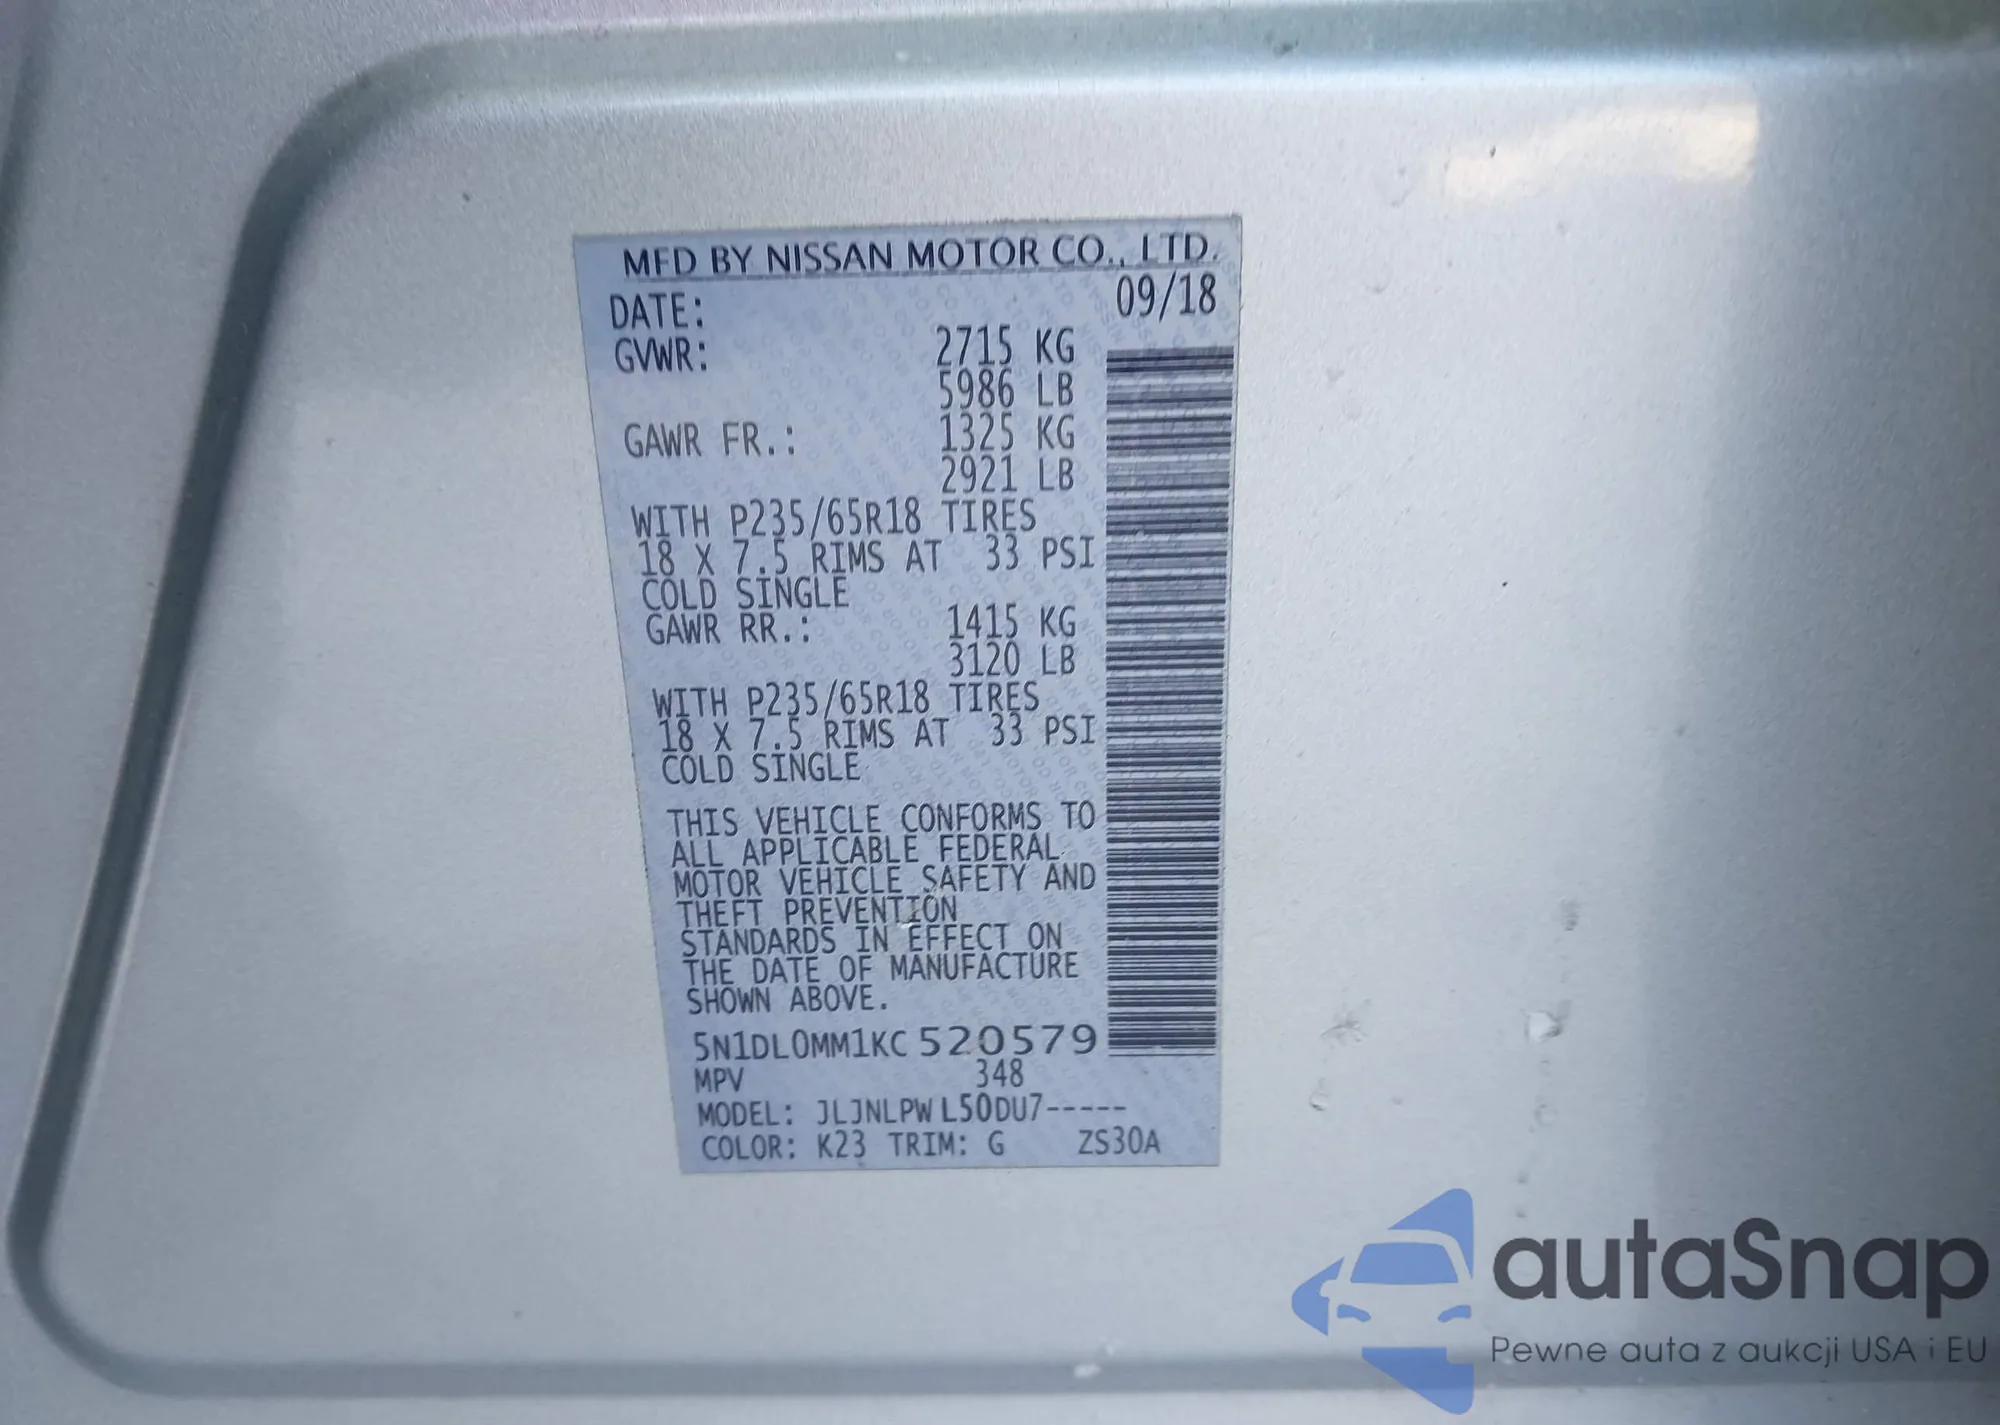 MFD BY NISSAN MOTOR CO., LTD.
DATE: 09/18
GVWR: 2715 KG
5986 LB
GAWR FR.: 1325 KG
2921 LB
WITH P235/65R18 TIRES
18 X 7.5 RIMS AT 33 PSI
COLD SINGLE
GAWR RR.: 1415 KG
3120 LB
WITH P235/65R18 TIRES
18 X 7.5 RIMS AT 33 PSI
COLD SINGLE
THIS VEHICLE CONFORMS TO
ALL APPLICABLE FEDERAL
MOTOR VEHICLE SAFETY AND
THEFT PREVENTION
STANDARDS IN EFFECT ON
THE DATE OF MANUFACTURE
SHOWN ABOVE.
5N1DL0MM1KC520579
MPV 348
MODEL: JLJNLPW L50DU7-----
COLOR: K23 TRIM: G ZS30A
autaSnap
Pewne auta z aukcji USA i EU